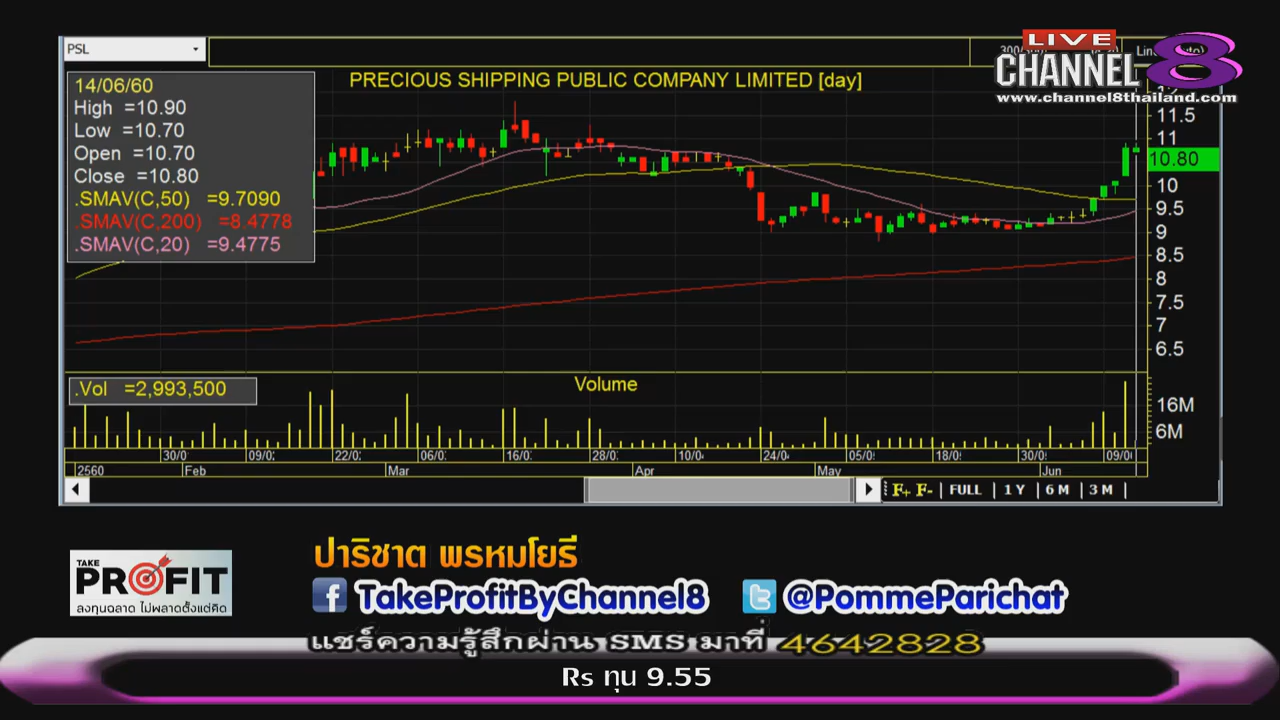 PSL
LIVE
CHANNEL 8
www.channel8thailand.com
PRECIOUS SHIPPING PUBLIC COMPANY LIMITED [day]
14/06/60
High =10.90
Low =10.70
Open =10.70
Close =10.80
.SMAV(C,50) =9.7090
.SMAV(C,200) =8.4778
.SMAV(C,20) =9.4775
11.5
11
10.80
10
9.5
9
8.5
8
7.5
7
6.5
.Vol =2,993,500
Volume
16M
6M
30/0 09/0 22/0 06/0 16/0 28/0 10/0 24/0 05/0 18/0 30/0 09/0
2560 Feb Mar Apr May Jun
F+ F- FULL 1 Y 6 M 3 M
TAKE
PROFIT
ลงทุนฉลาด ไม่พลาดตั้งแต่คิด
ปาริชาต พรหมโยธี
f TakeProfitByChannel8 t @PommeParichat
แชร์ความรู้สึกผ่าน SMS มาที่ 4642828
Rs ทุน 9.55